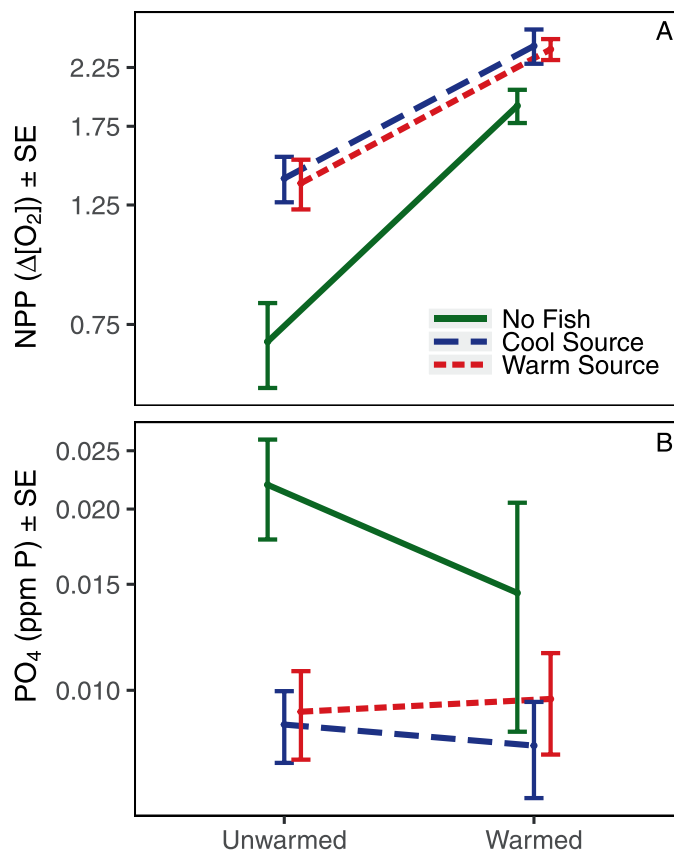 A
NPP (Δ[O₂]) ± SE
2.25
1.75
1.25
0.75
No Fish
Cool Source
Warm Source
B
PO₄ (ppm P) ± SE
0.025
0.020
0.015
0.010
Unwarmed Warmed